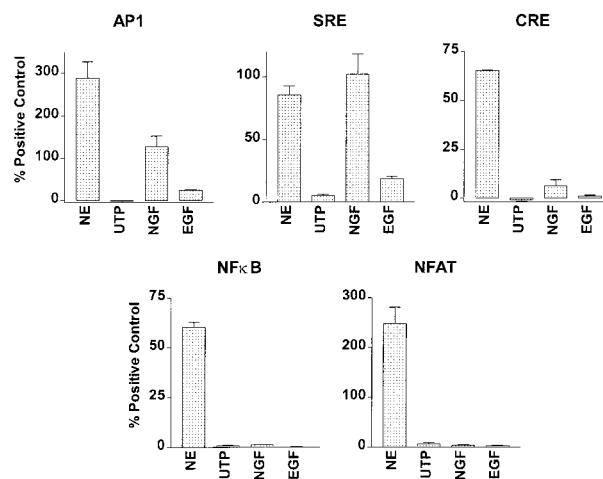 AP1
SRE
CRE
% Positive Control
300
200
100
0
NE
UTP
NGF
EGF
100
50
0
NE
UTP
NGF
EGF
75
50
25
0
NE
UTP
NGF
EGF
NFκB
NFAT
% Positive Control
75
50
25
0
NE
UTP
NGF
EGF
300
200
100
0
NE
UTP
NGF
EGF